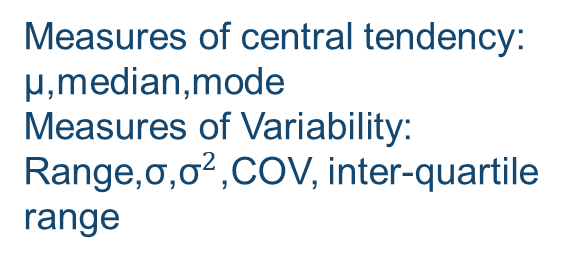 Measures of central tendency:
μ,median,mode
Measures of Variability:
Range,σ,σ²,COV, inter-quartile
range